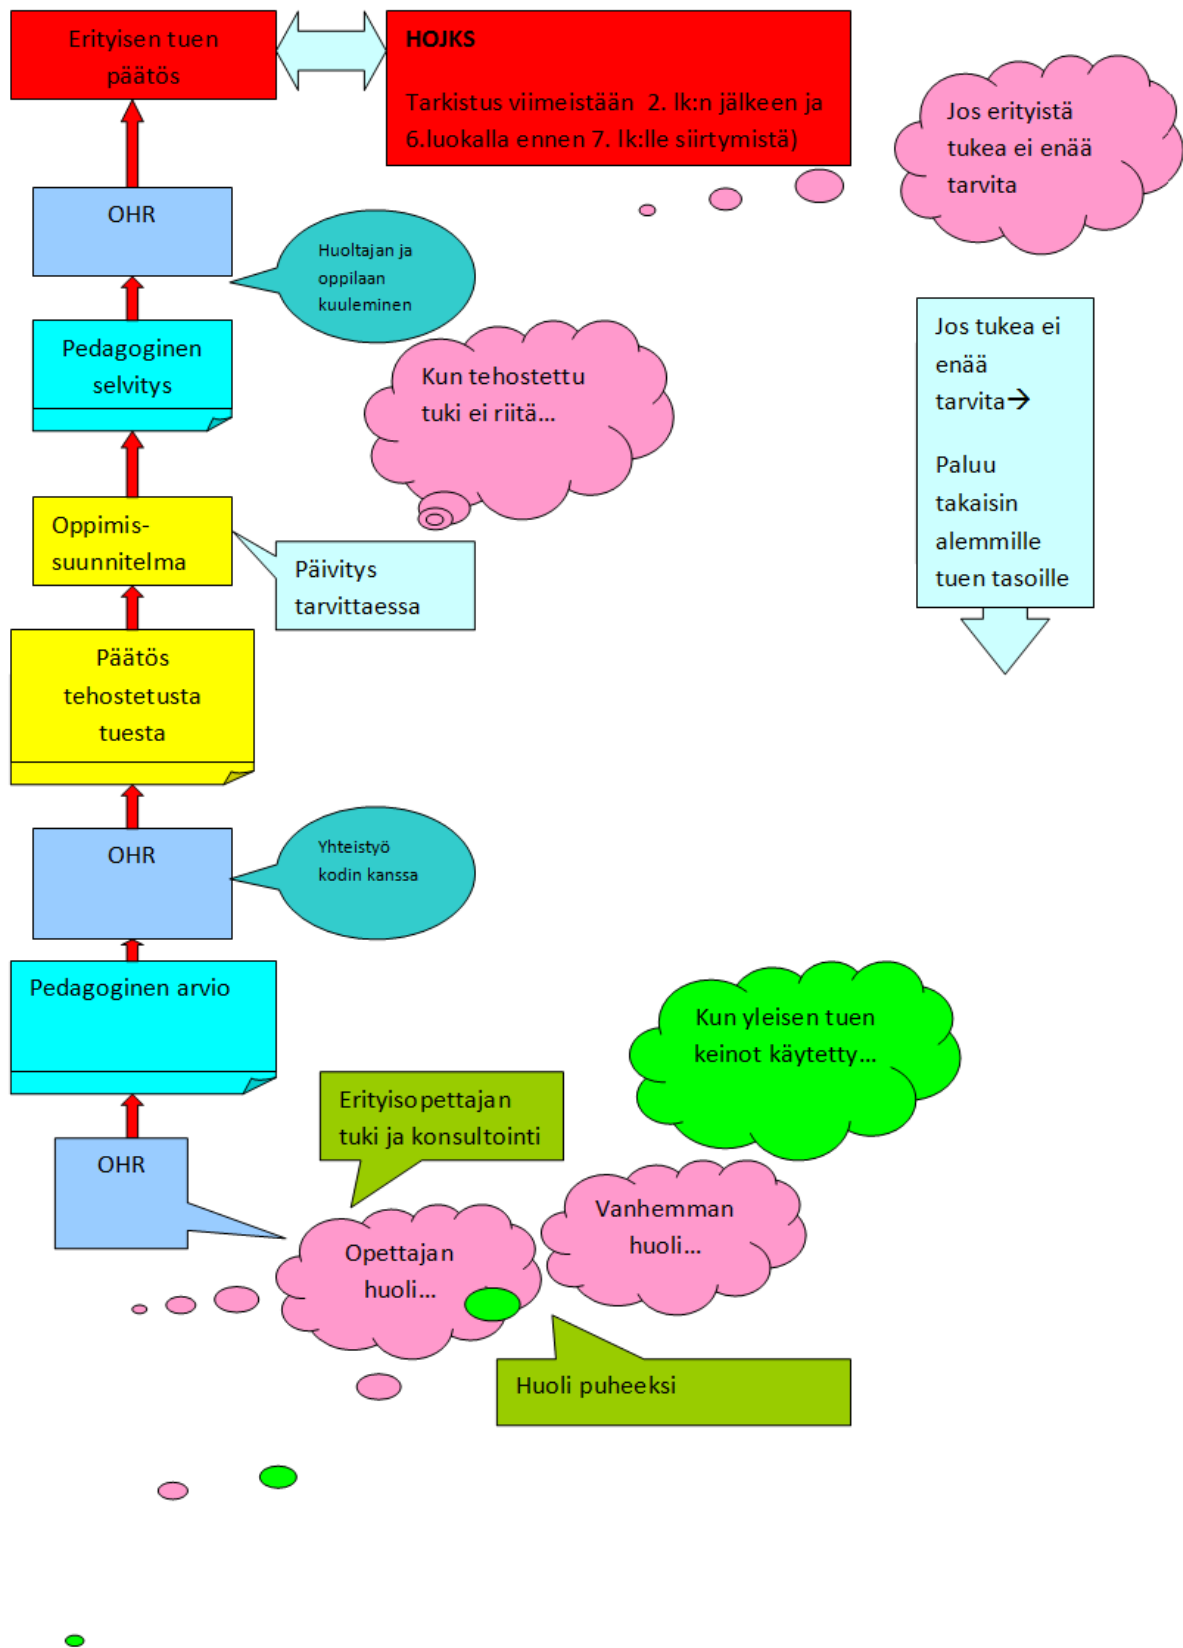 Erityisen tuen
päätös
HOJKS
Tarkistus viimeistään 2. lk:n jälkeen ja
6.luokalla ennen 7. lk:lle siirtymistä)
Jos erityistä
tukea ei enää
tarvita
OHR
Huoltajan ja
oppilaan
kuuleminen
Pedagoginen
selvitys
Kun tehostettu
tuki ei riitä...
Jos tukea ei
enää
tarvita→
Paluu
takaisin
alemmille
tuen tasoille
Oppimis-
suunnitelma
Päivitys
tarvittaessa
Päätös
tehostetusta
tuesta
OHR
Yhteistyö
kodin kanssa
Pedagoginen arvio
Kun yleisen tuen
keinot käytetty...
Erityisopettajan
tuki ja konsultointi
OHR
Vanhemman
huoli...
Opettajan
huoli...
Huoli puheeksi